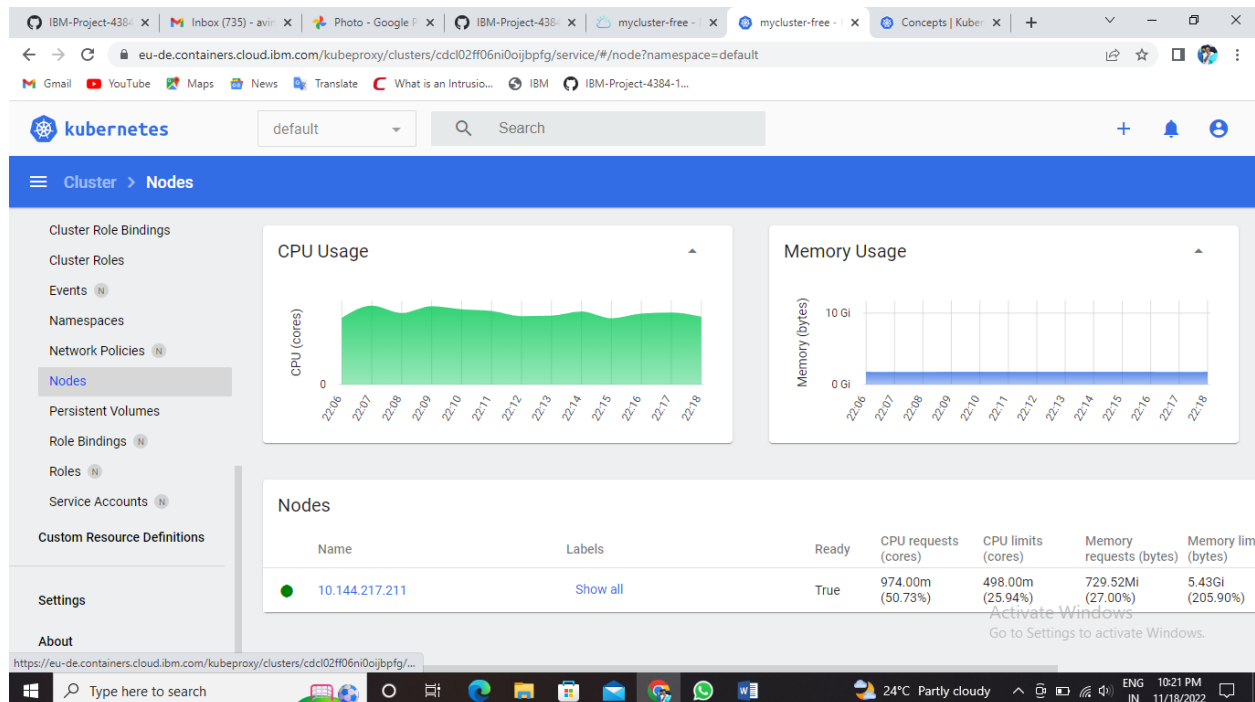 IBM-Project-4384
Inbox (735) - avin
Photo - Google P
IBM-Project-438
mycluster-free -
mycluster-free -
Concepts | Kuber
eu-de.containers.cloud.ibm.com/kubeproxy/clusters/cdcl02ff06ni0oijbpfg/service/#/node?namespace=default
Gmail YouTube Maps News Translate What is an Intrusio... IBM IBM-Project-4384-1...
kubernetes
default
Search
Cluster > Nodes
Cluster Role Bindings
Cluster Roles
Events N
Namespaces
Network Policies N
Nodes
Persistent Volumes
Role Bindings N
Roles N
Service Accounts N
Custom Resource Definitions
Settings
About
CPU Usage
CPU (cores)
0
22:06 22:07 22:08 22:09 22:10 22:11 22:12 22:13 22:14 22:15 22:16 22:17 22:18
Memory Usage
Memory (bytes)
10 Gi
0 Gi
22:06 22:07 22:08 22:09 22:10 22:11 22:12 22:13 22:14 22:15 22:16 22:17 22:18
Nodes
Name Labels Ready CPU requests (cores) CPU limits (cores) Memory requests (bytes) Memory lim (bytes)
10.144.217.211 Show all True 974.00m (50.73%) 498.00m (25.94%) 729.52Mi (27.00%) 5.43Gi (205.90%)
Activate Windows
Go to Settings to activate Windows.
https://eu-de.containers.cloud.ibm.com/kubeproxy/clusters/cdcl02ff06ni0oijbpfg/...
Type here to search
24°C Partly cloudy
ENG
IN
10:21 PM
11/18/2022